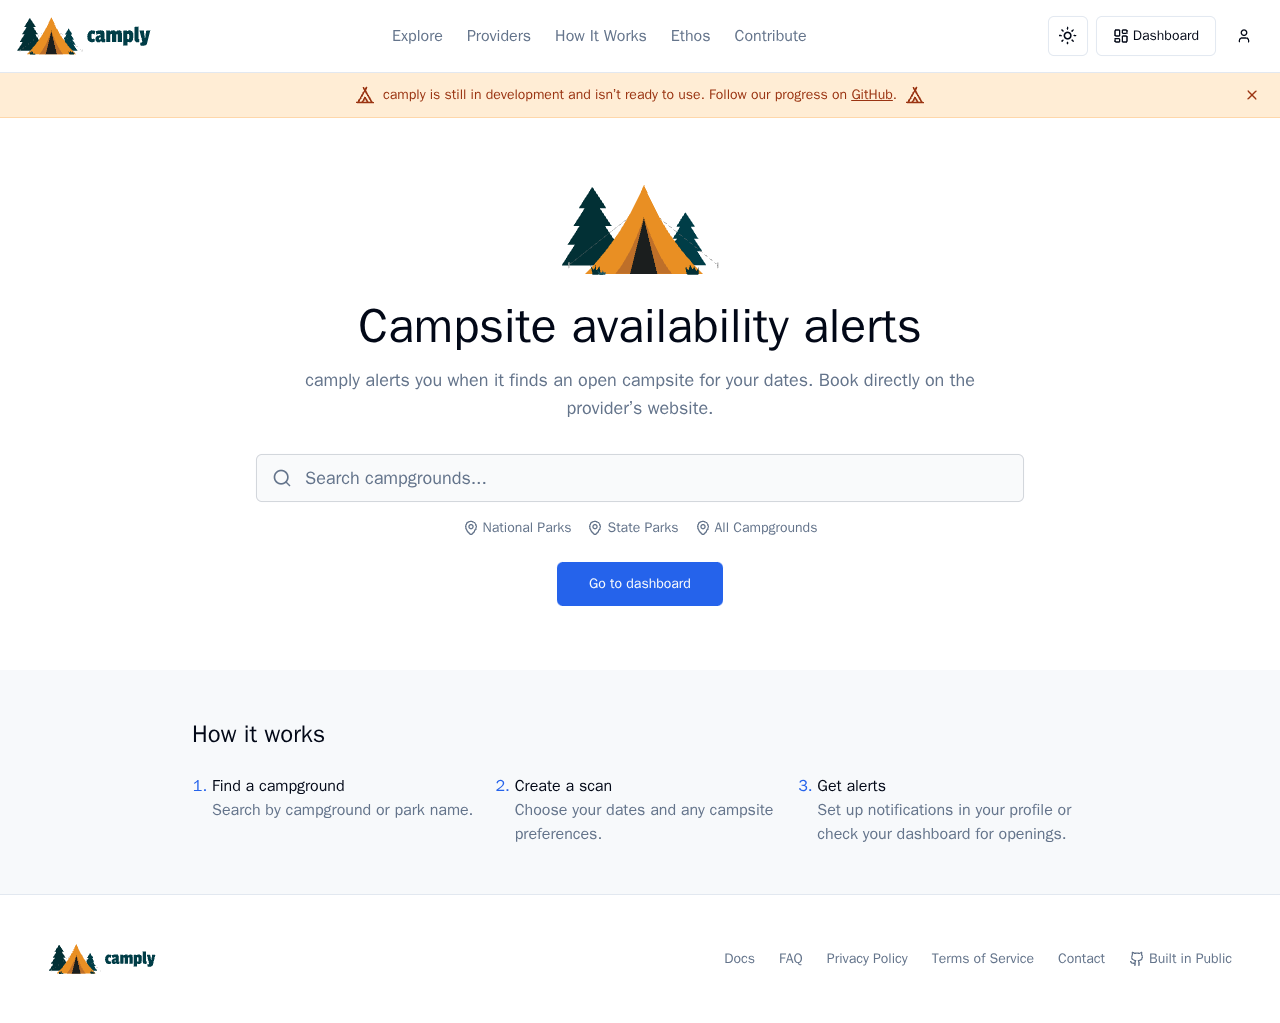 camply
Explore
Providers
How It Works
Ethos
Contribute
Dashboard
camply is still in development and isn't ready to use. Follow our progress on GitHub.
Campsite availability alerts
camply alerts you when it finds an open campsite for your dates. Book directly on the
provider's website.
Search campgrounds...
National Parks
State Parks
All Campgrounds
Go to dashboard
How it works
1. Find a campground
Search by campground or park name.
2. Create a scan
Choose your dates and any campsite
preferences.
3. Get alerts
Set up notifications in your profile or
check your dashboard for openings.
camply
Docs
FAQ
Privacy Policy
Terms of Service
Contact
Built in Public